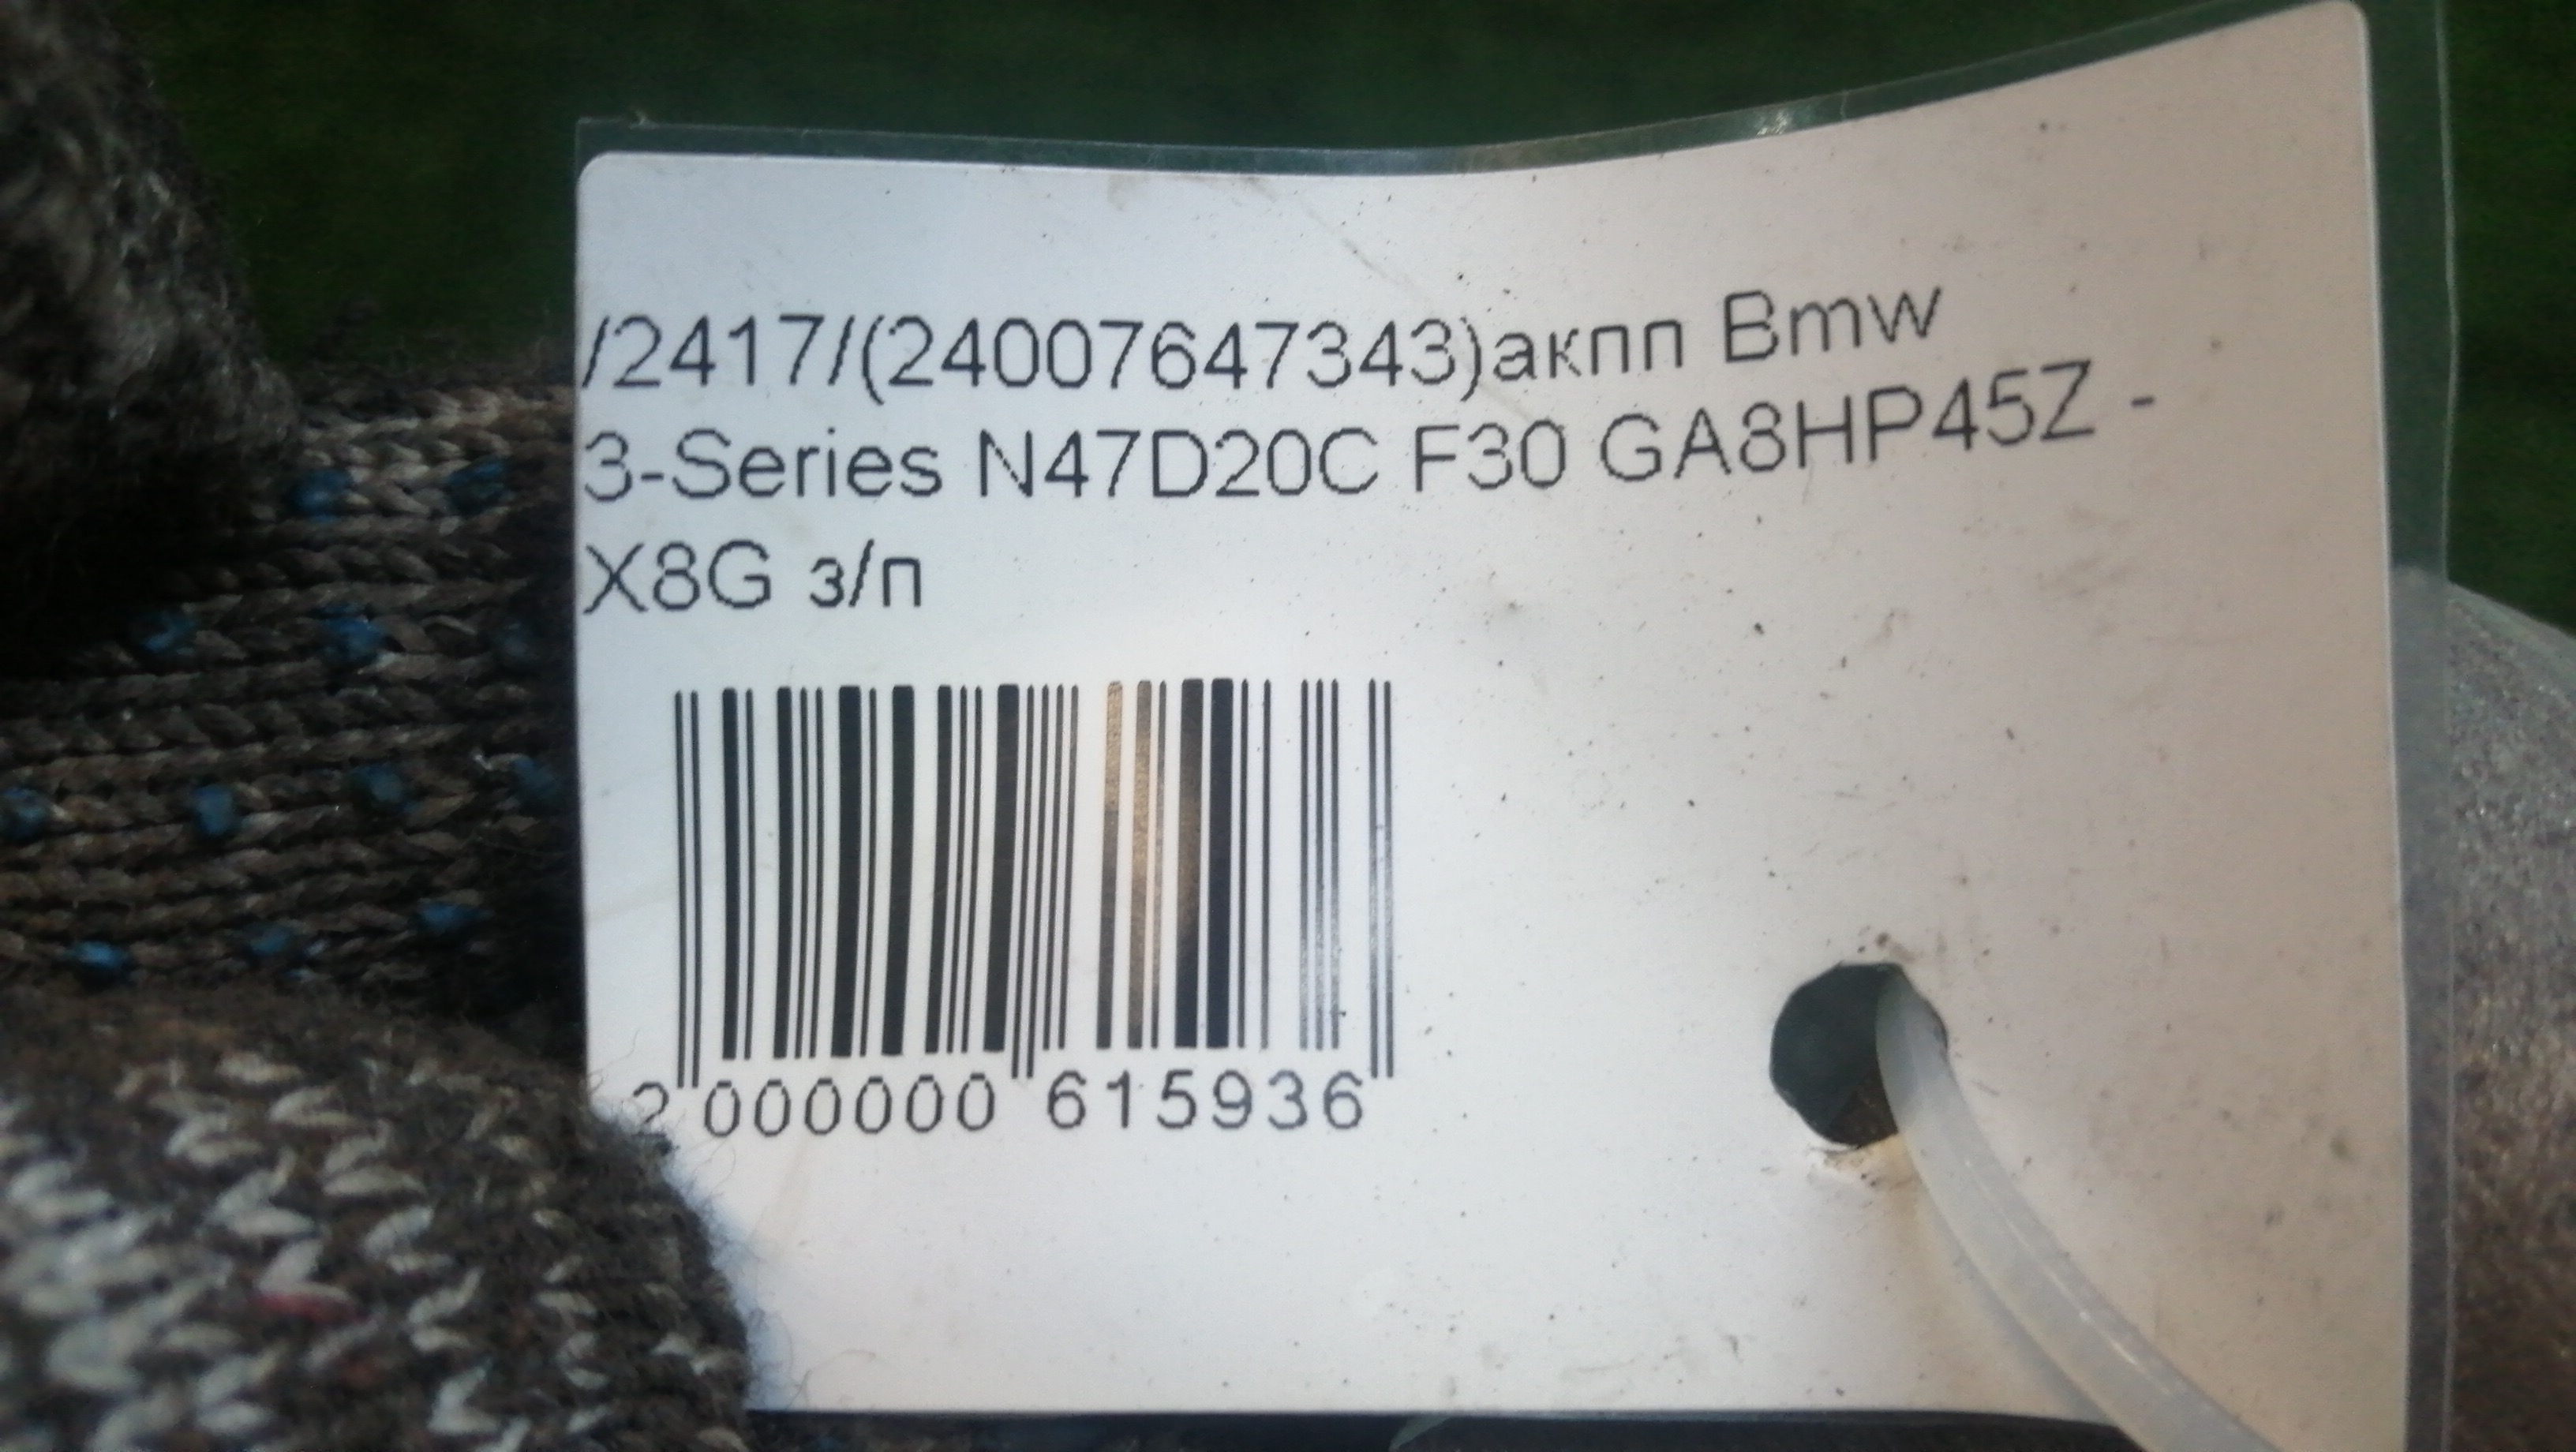 /2417/(24007647343)акпп Bmw
3-Series N47D20C F30 GA8HP45Z -
X8G з/п
2 000000 615936